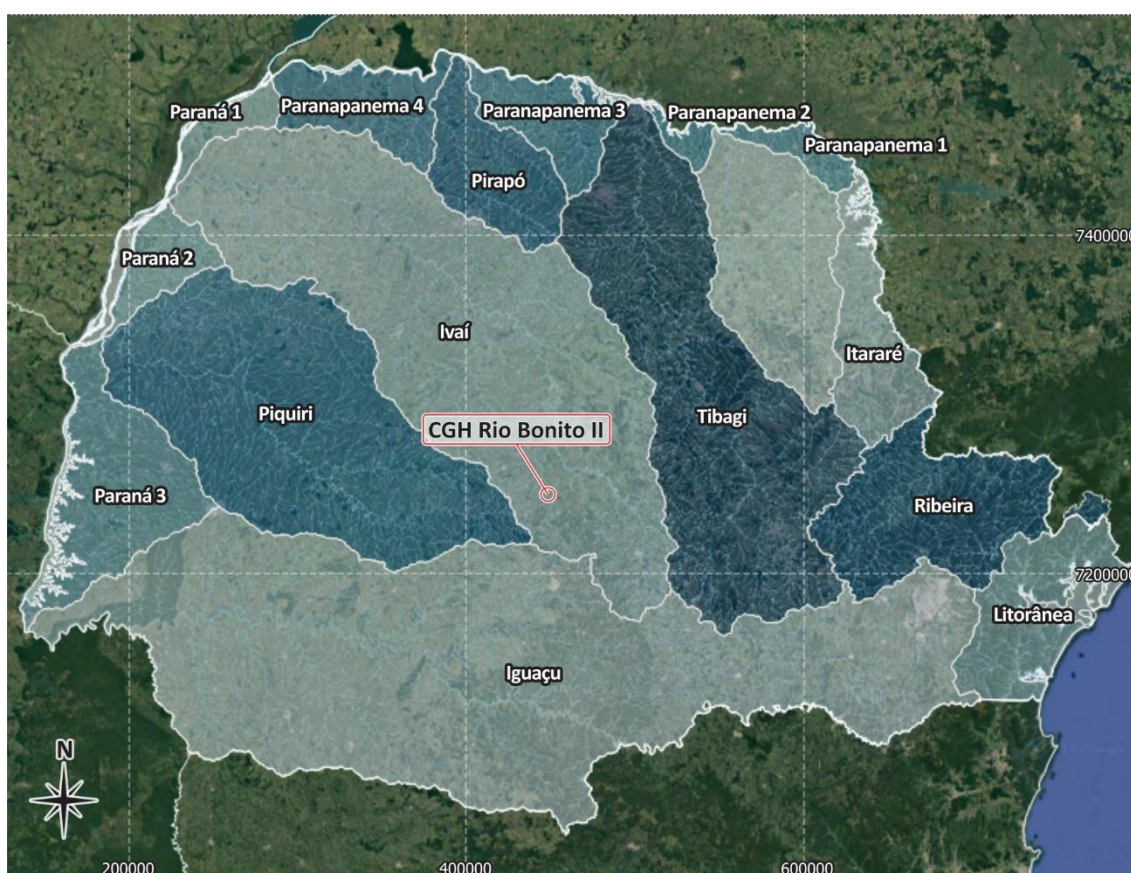 Paraná 1
Paranapanema 4
Paranapanema 3
Paranapanema 2
Paranapanema 1
Pirapó
7400000
Paraná 2
Ivaí
Itararé
Piquiri
Tibagi
CGH Rio Bonito II
Paraná 3
Ribeira
7200000
Litorânea
Iguaçu
N
200000
400000
600000